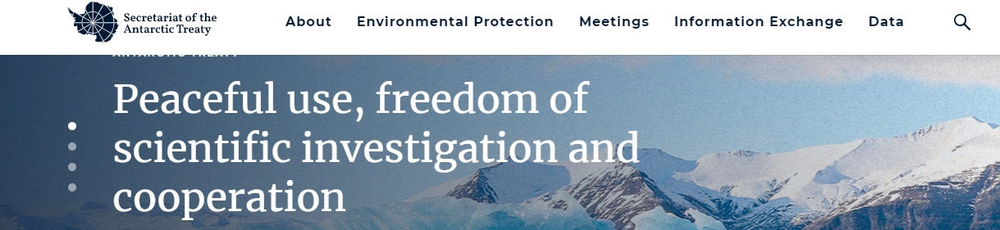 Secretariat of the
Antarctic Treaty
About Environmental Protection Meetings Information Exchange Data
Peaceful use, freedom of
scientific investigation and
cooperation